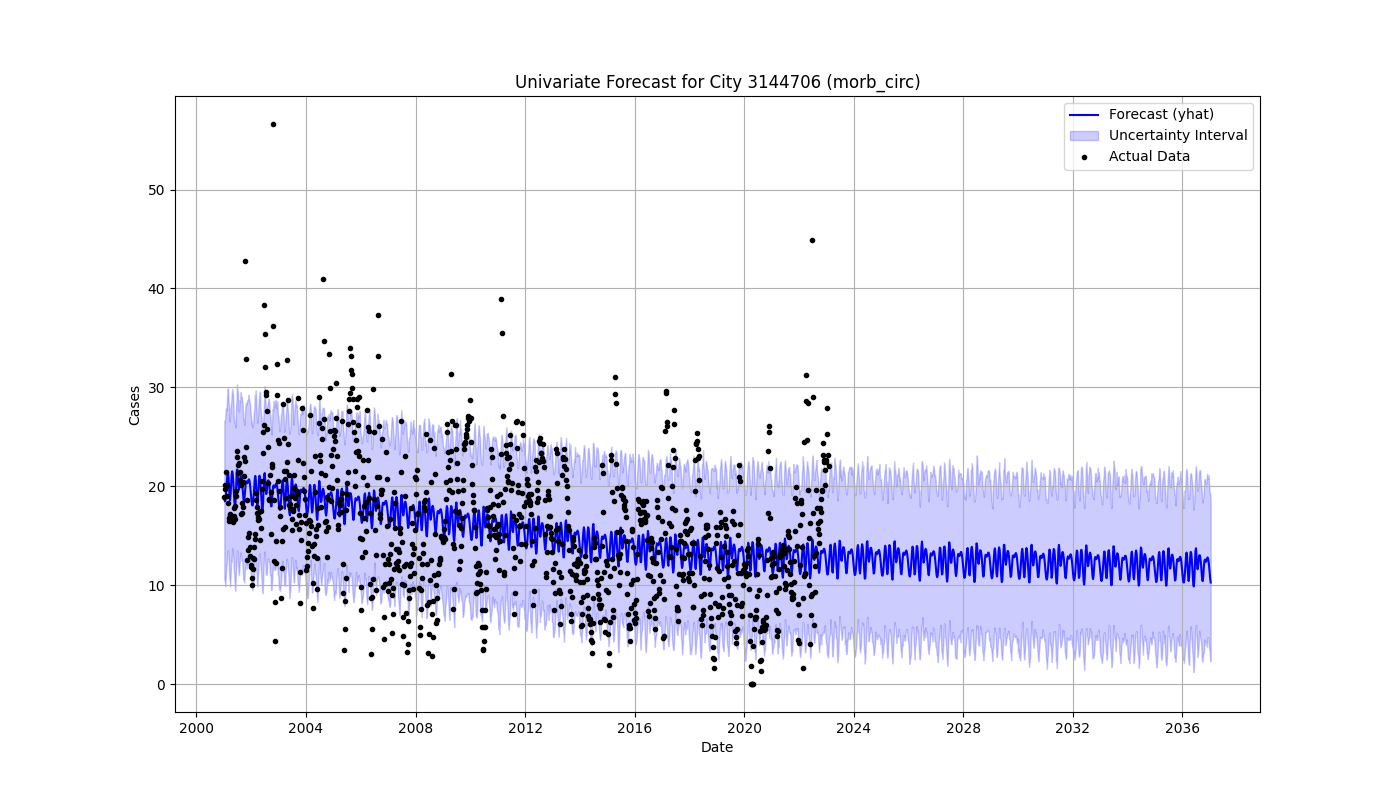 Univariate Forecast for City 3144706 (morb_circ)
Forecast (yhat)
Uncertainty Interval
Actual Data
Cases
50
40
30
20
10
0
2000 2004 2008 2012 2016 2020 2024 2028 2032 2036
Date